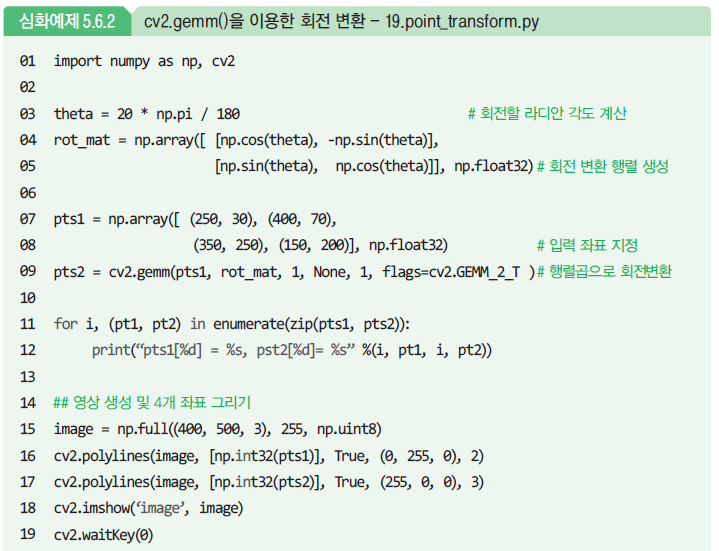 심화예제 5.6.2 cv2.gemm()을 이용한 회전 변환 – 19.point_transform.py
01 import numpy as np, cv2
02
03 theta = 20 * np.pi / 180 # 회전할 라디안 각도 계산
04 rot_mat = np.array([ [np.cos(theta), -np.sin(theta)],
05 [np.sin(theta), np.cos(theta)]], np.float32) # 회전 변환 행렬 생성
06
07 pts1 = np.array([ (250, 30), (400, 70),
08 (350, 250), (150, 200)], np.float32) # 입력 좌표 지정
09 pts2 = cv2.gemm(pts1, rot_mat, 1, None, 1, flags=cv2.GEMM_2_T ) # 행렬곱으로 회전변환
10
11 for i, (pt1, pt2) in enumerate(zip(pts1, pts2)):
12 print(“pts1[%d] = %s, pst2[%d]= %s” %(i, pt1, i, pt2))
13
14 ## 영상 생성 및 4개 좌표 그리기
15 image = np.full((400, 500, 3), 255, np.uint8)
16 cv2.polylines(image, [np.int32(pts1)], True, (0, 255, 0), 2)
17 cv2.polylines(image, [np.int32(pts2)], True, (255, 0, 0), 3)
18 cv2.imshow(‘image’, image)
19 cv2.waitKey(0)